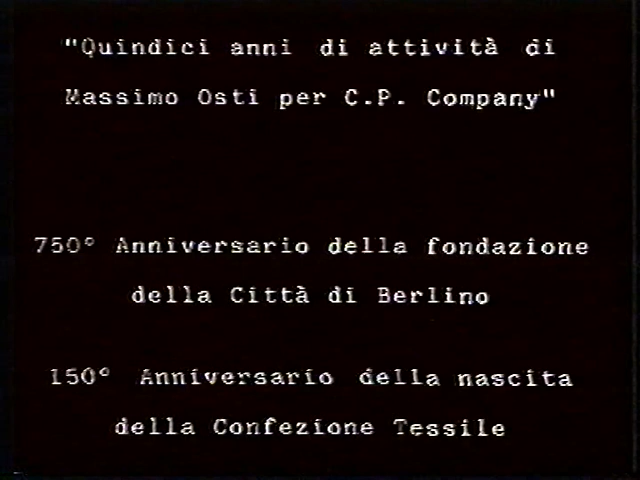 "Quindici anni di attività di
Massimo Osti per C.P. Company"
750° Anniversario della fondazione
della Città di Berlino
150° Anniversario della nascita
della Confezione Tessile